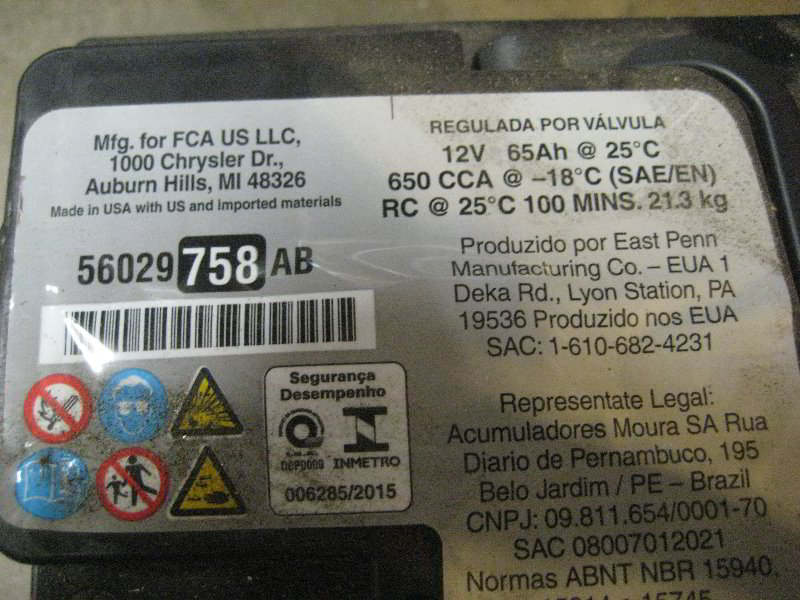 Mfg. for FCA US LLC,
1000 Chrysler Dr.,
Auburn Hills, MI 48326
Made in USA with US and imported materials
56029 758 AB
Segurança
Desempenho
INMETRO
006285/2015
REGULADA POR VÁLVULA
12V 65Ah @ 25°C
650 CCA @ –18°C (SAE/EN)
RC @ 25°C 100 MINS. 21.3 kg
Produzido por East Penn
Manufacturing Co. – EUA 1
Deka Rd., Lyon Station, PA
19536 Produzido nos EUA
SAC: 1-610-682-4231
Representate Legal:
Acumuladores Moura SA Rua
Diario de Pernambuco, 195
Belo Jardim / PE – Brazil
CNPJ: 09.811.654/0001-70
SAC 08007012021
Normas ABNT NBR 15940,